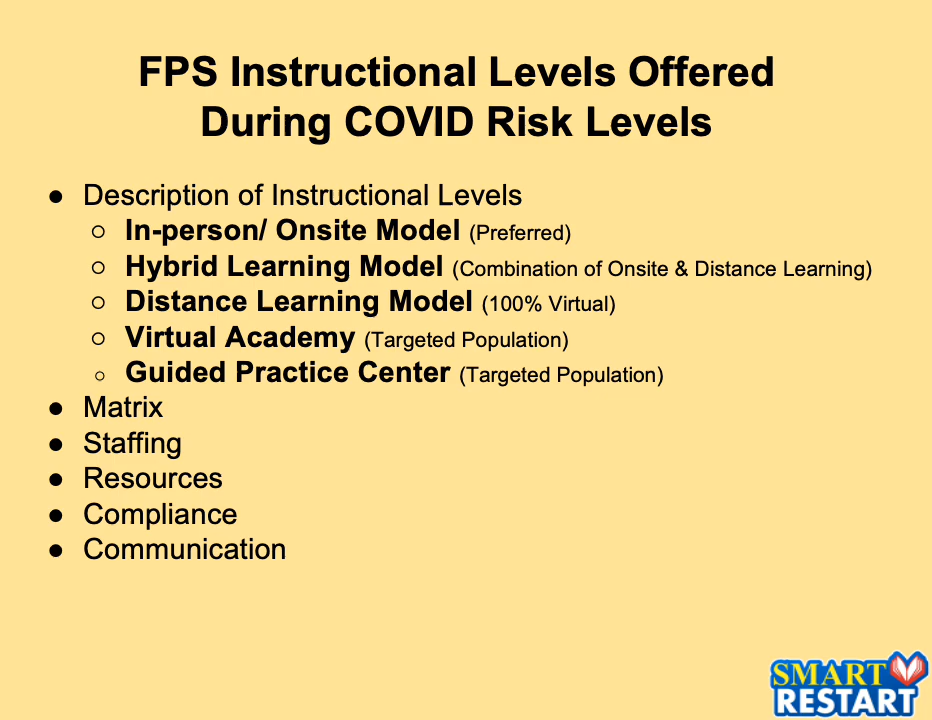 FPS Instructional Levels Offered
During COVID Risk Levels
● Description of Instructional Levels
○ In-person/ Onsite Model (Preferred)
○ Hybrid Learning Model (Combination of Onsite & Distance Learning)
○ Distance Learning Model (100% Virtual)
○ Virtual Academy (Targeted Population)
○ Guided Practice Center (Targeted Population)
● Matrix
● Staffing
● Resources
● Compliance
● Communication
SMART
RESTART